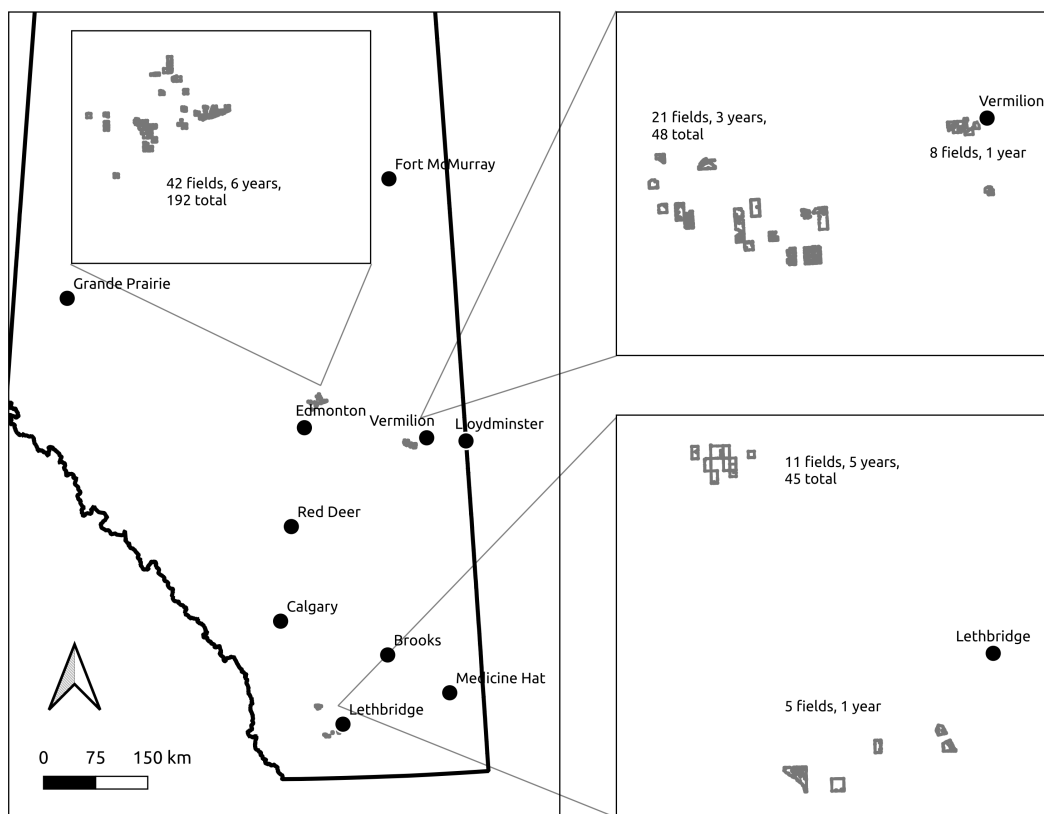 42 fields, 6 years,
192 total
Fort McMurray
Grande Prairie
Edmonton
Vermilion
Lloydminster
Red Deer
Calgary
Brooks
Medicine Hat
Lethbridge
0 75 150 km
Vermilion
21 fields, 3 years,
48 total
8 fields, 1 year
11 fields, 5 years,
45 total
Lethbridge
5 fields, 1 year